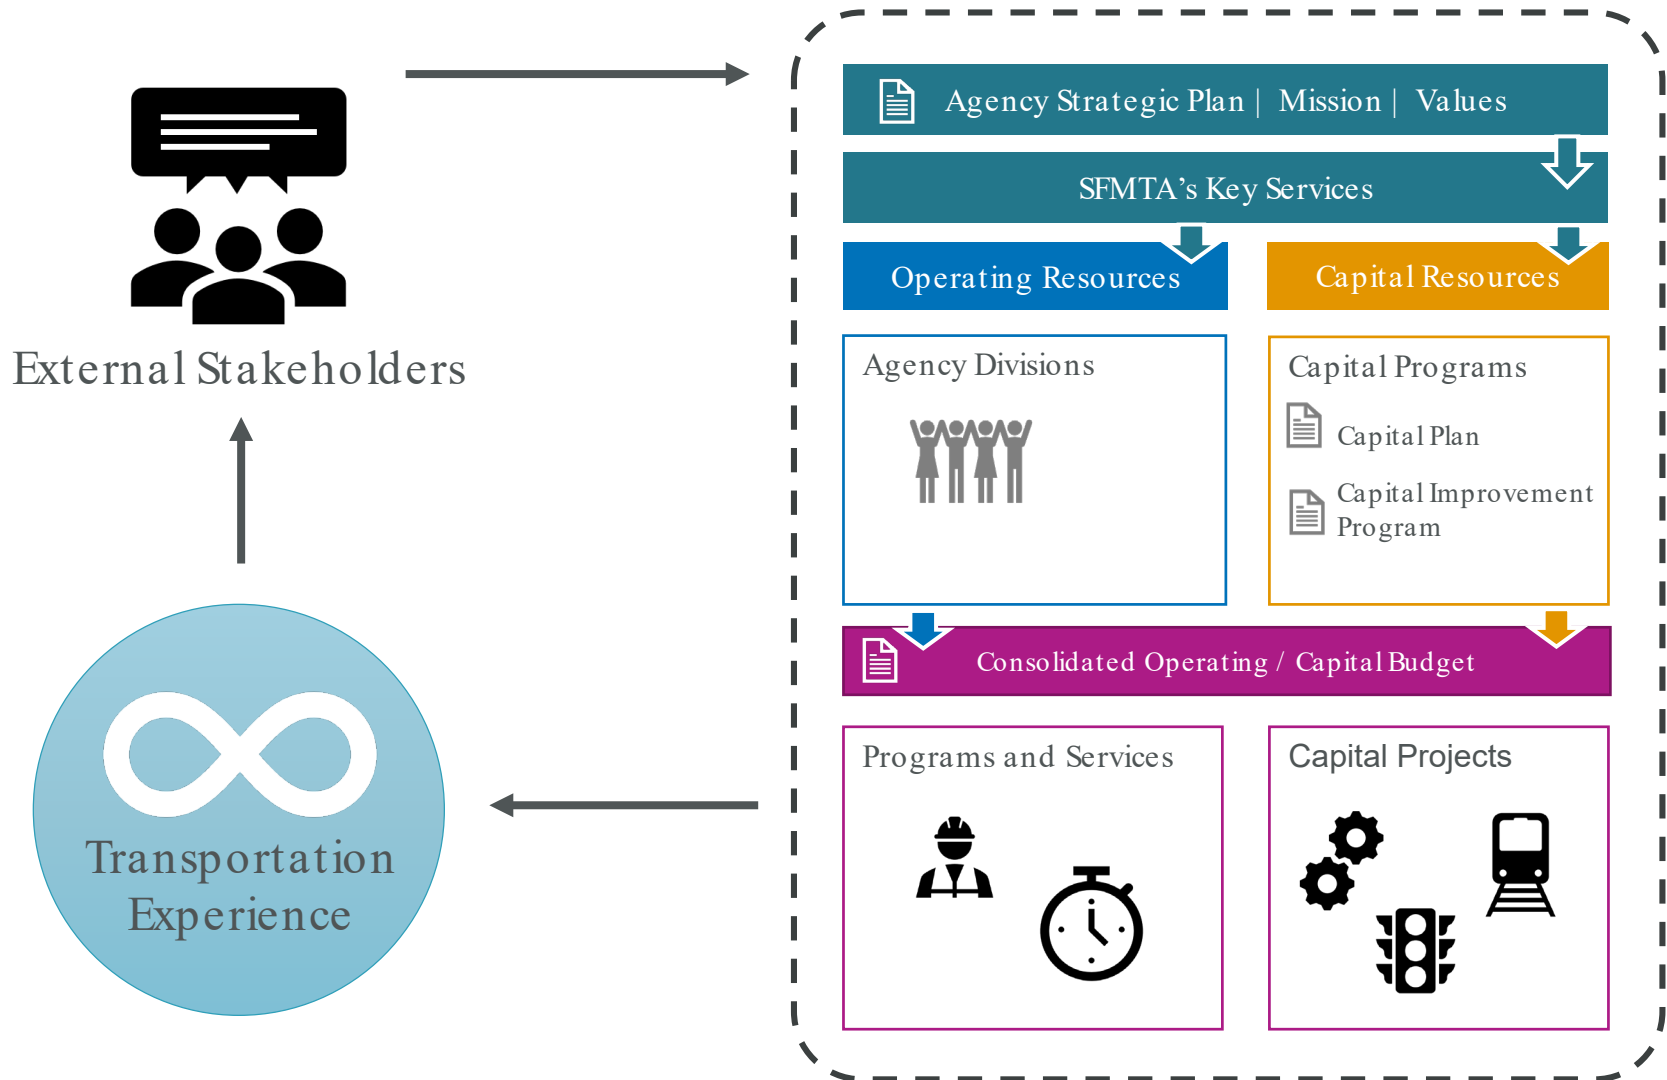 External Stakeholders
Transportation
Experience
Agency Strategic Plan | Mission | Values
SFMTA’s Key Services
Operating Resources
Capital Resources
Agency Divisions
Capital Programs
Capital Plan
Capital Improvement
Program
Consolidated Operating / Capital Budget
Programs and Services
Capital Projects